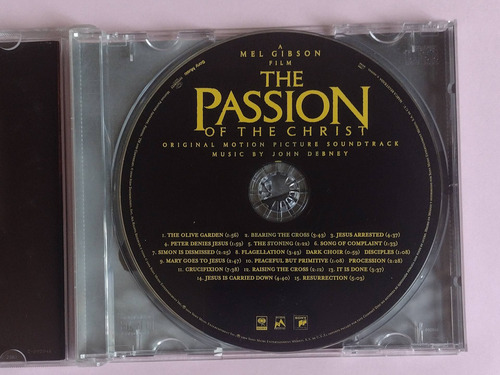 A
MEL GIBSON
FILM
THE
PASSION
OF THE CHRIST
ORIGINAL MOTION PICTURE SOUNDTRACK
MUSIC BY JOHN DEBNEY
1. THE OLIVE GARDEN (1:56) 2. BEARING THE CROSS (3:43) 3. JESUS ARRESTED (4:37)
4. PETER DENIES JESUS (1:59) 5. THE STONING (2:22) 6. SONG OF COMPLAINT (1:33)
7. SIMON IS DISMISSED (2:25) 8. FLAGELLATION (3:43) DARK CHOIR (0:59) DISCIPLES (1:08)
9. MARY GOES TO JESUS (2:47) 10. PEACEFUL BUT PRIMITIVE (1:08) PROCESSION (2:28)
11. CRUCIFIXION (7:38) 12. RAISING THE CROSS (2:12) 13. IT IS DONE (3:37)
14. JESUS IS CARRIED DOWN (4:40) 15. RESURRECTION (5:03)
Sony Music